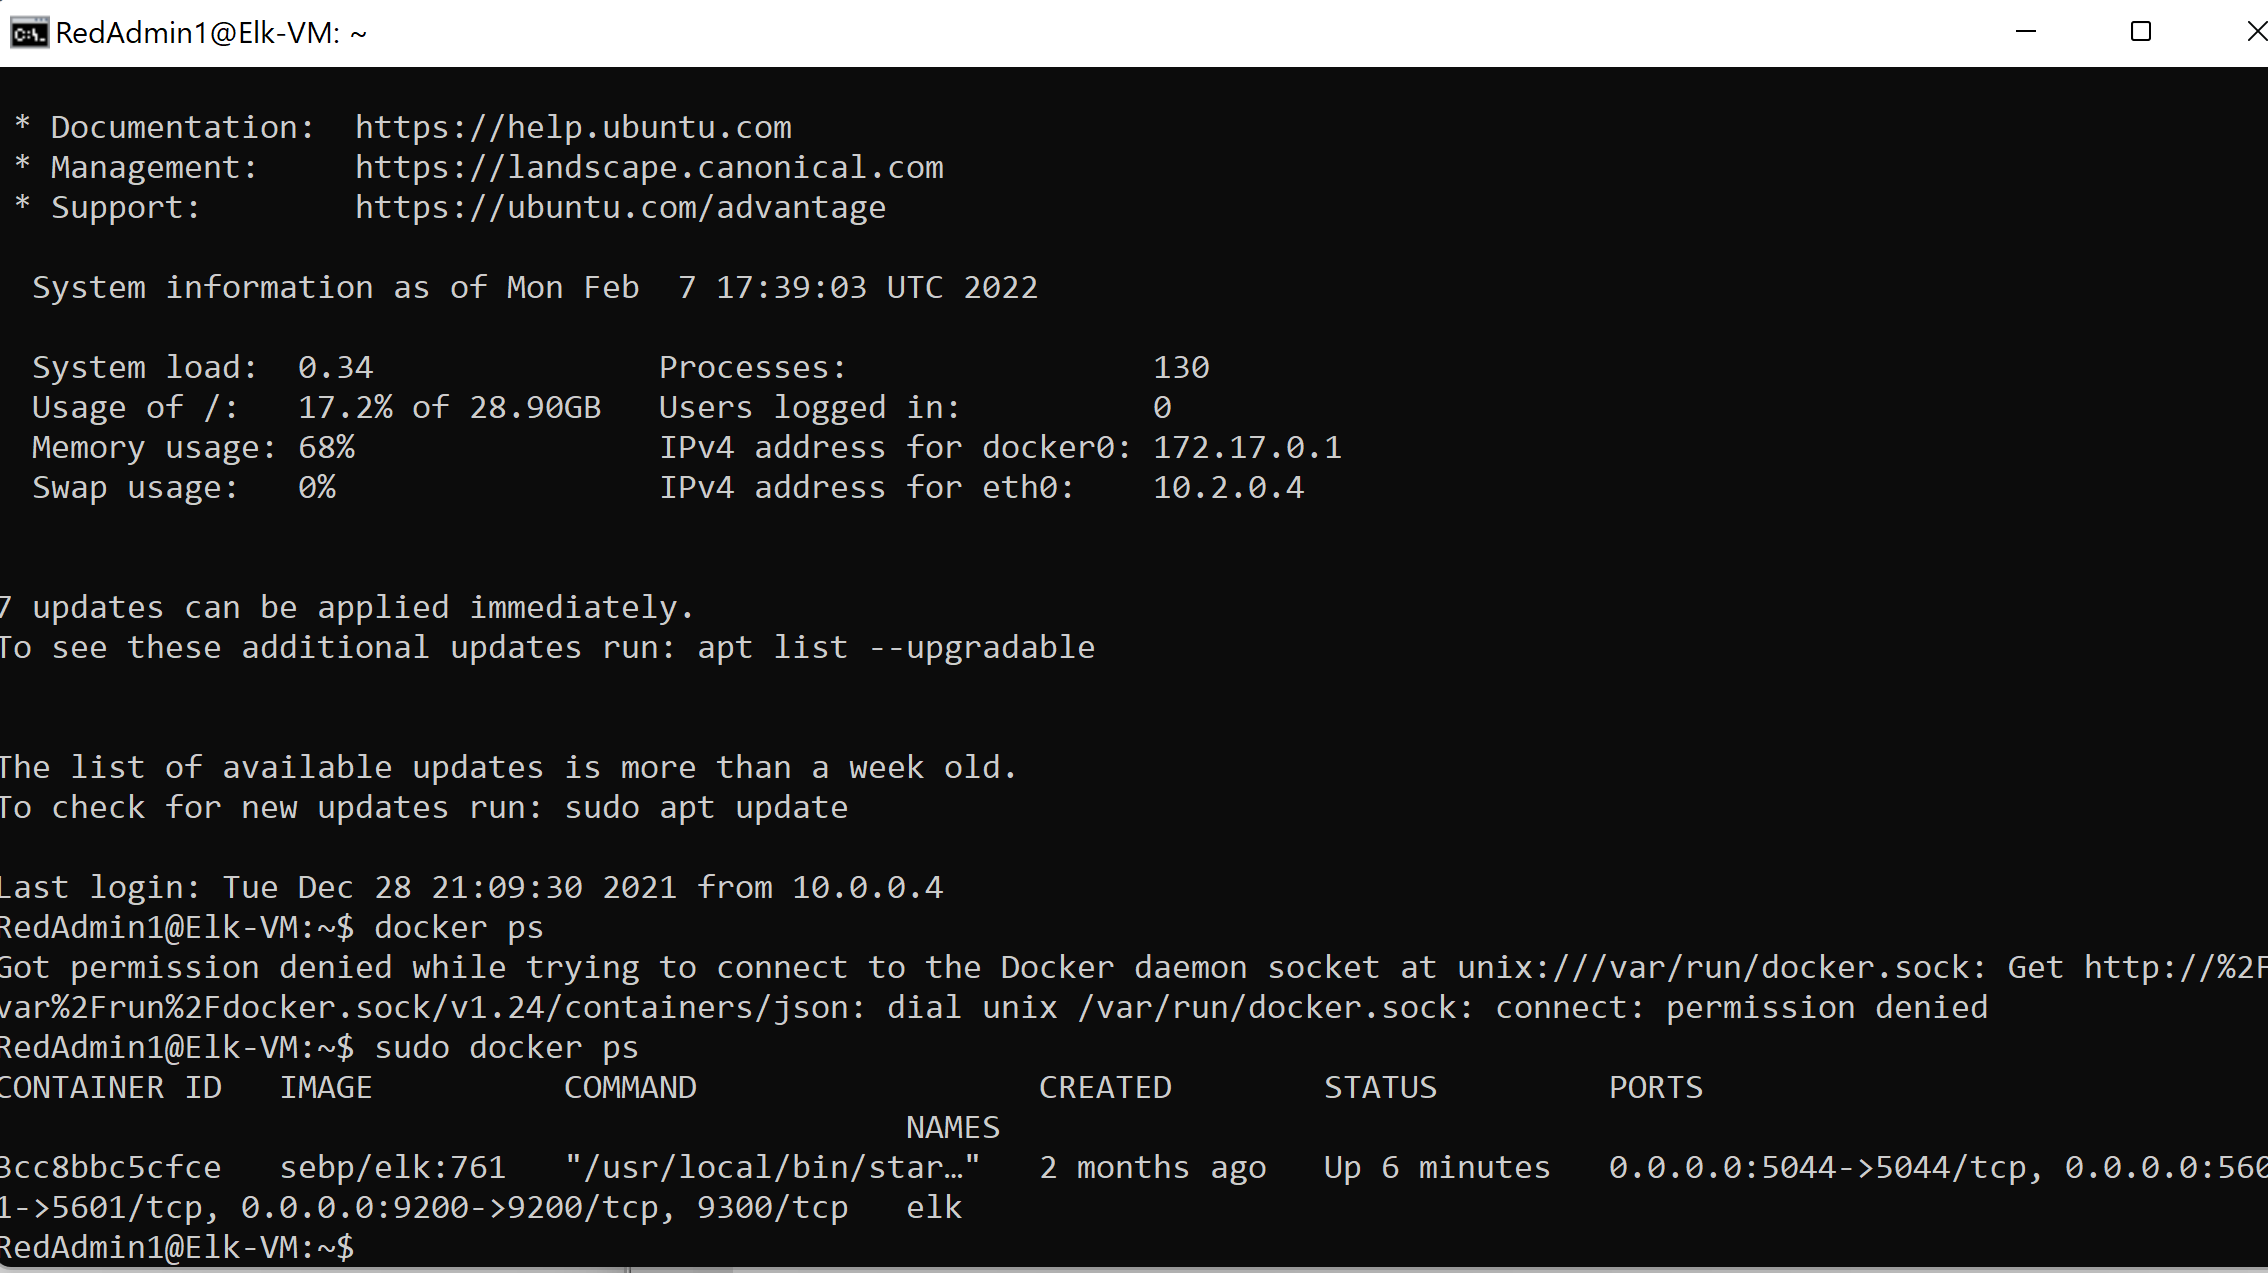 RedAdmin1@Elk-VM: ~
* Documentation:  https://help.ubuntu.com
* Management:     https://landscape.canonical.com
* Support:        https://ubuntu.com/advantage
System information as of Mon Feb  7 17:39:03 UTC 2022
System load:  0.34               Processes:                130
Usage of /:   17.2% of 28.90GB   Users logged in:          0
Memory usage: 68%                IPv4 address for docker0: 172.17.0.1
Swap usage:   0%                 IPv4 address for eth0:    10.2.0.4
7 updates can be applied immediately.
To see these additional updates run: apt list --upgradable
The list of available updates is more than a week old.
To check for new updates run: sudo apt update
Last login: Tue Dec 28 21:09:30 2021 from 10.0.0.4
RedAdmin1@Elk-VM:~$ docker ps
Got permission denied while trying to connect to the Docker daemon socket at unix:///var/run/docker.sock: Get http://%2F
var%2Frun%2Fdocker.sock/v1.24/containers/json: dial unix /var/run/docker.sock: connect: permission denied
RedAdmin1@Elk-VM:~$ sudo docker ps
CONTAINER ID   IMAGE          COMMAND                  CREATED        STATUS         PORTS
NAMES
3cc8bbc5cfce   sebp/elk:761   "/usr/local/bin/star…"   2 months ago   Up 6 minutes   0.0.0.0:5044->5044/tcp, 0.0.0.0:560
1->5601/tcp, 0.0.0.0:9200->9200/tcp, 9300/tcp   elk
RedAdmin1@Elk-VM:~$